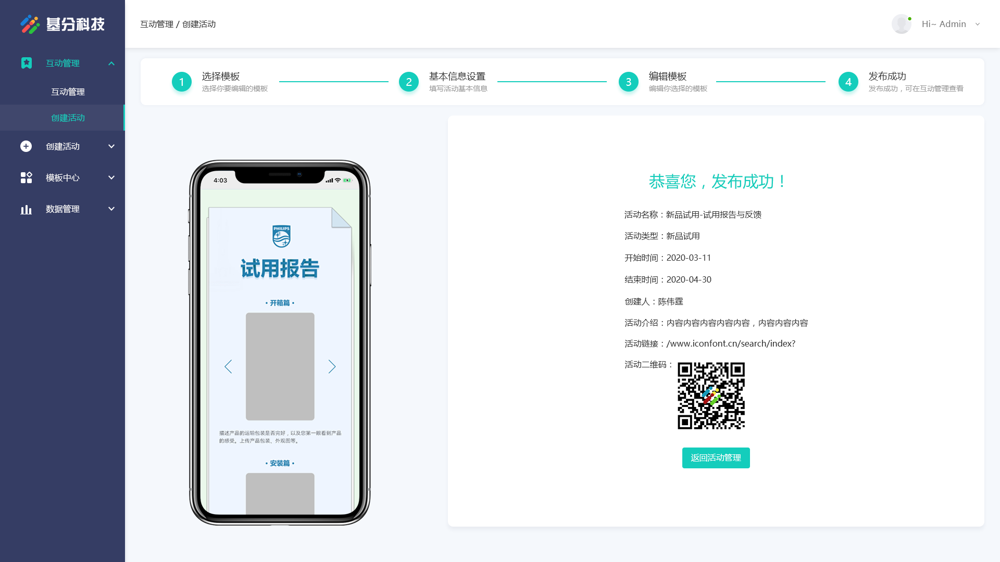 基分科技
互动管理 / 创建活动
Hi~ Admin
互动管理
互动管理
创建活动
创建活动
模板中心
数据管理
1
选择模板
选择你要编辑的模板
2
基本信息设置
填写活动基本信息
3
编辑模板
编辑你选择的模板
4
发布成功
发布成功，可在互动管理查看
4:03
PHILIPS
试用报告
· 开箱篇 ·
描述产品的运输包装是否完好，以及您第一眼看到产品
的感受。上传产品包装、外观图等。
· 安装篇 ·
恭喜您，发布成功！
活动名称：新品试用-试用报告与反馈
活动类型：新品试用
开始时间：2020-03-11
结束时间：2020-04-30
创建人：陈伟霆
活动介绍：内容内容内容内容内容，内容内容内容
活动链接：/www.iconfont.cn/search/index?
活动二维码：
返回活动管理